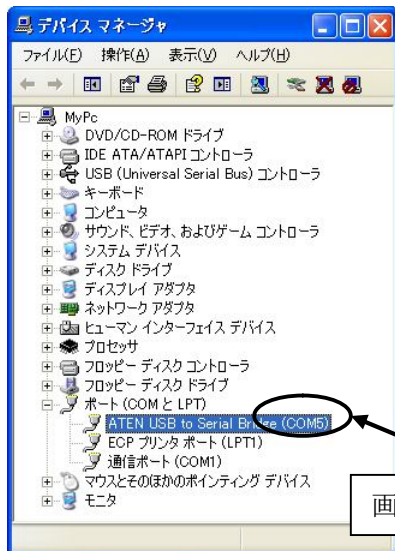 デバイス マネージャ
ファイル(F) 操作(A) 表示(V) ヘルプ(H)
MyPc
DVD/CD-ROM ドライブ
IDE ATA/ATAPI コントローラ
USB (Universal Serial Bus) コントローラ
キーボード
コンピュータ
サウンド、ビデオ、およびゲーム コントローラ
システム デバイス
ディスク ドライブ
ディスプレイ アダプタ
ネットワーク アダプタ
ヒューマン インターフェイス デバイス
プロセッサ
フロッピー ディスク コントローラ
フロッピー ディスク ドライブ
ポート (COM と LPT)
ATEN USB to Serial Bridge (COM5)
ECP プリンタ ポート (LPT1)
通信ポート (COM1)
マウスとそのほかのポインティング デバイス
モニタ
画